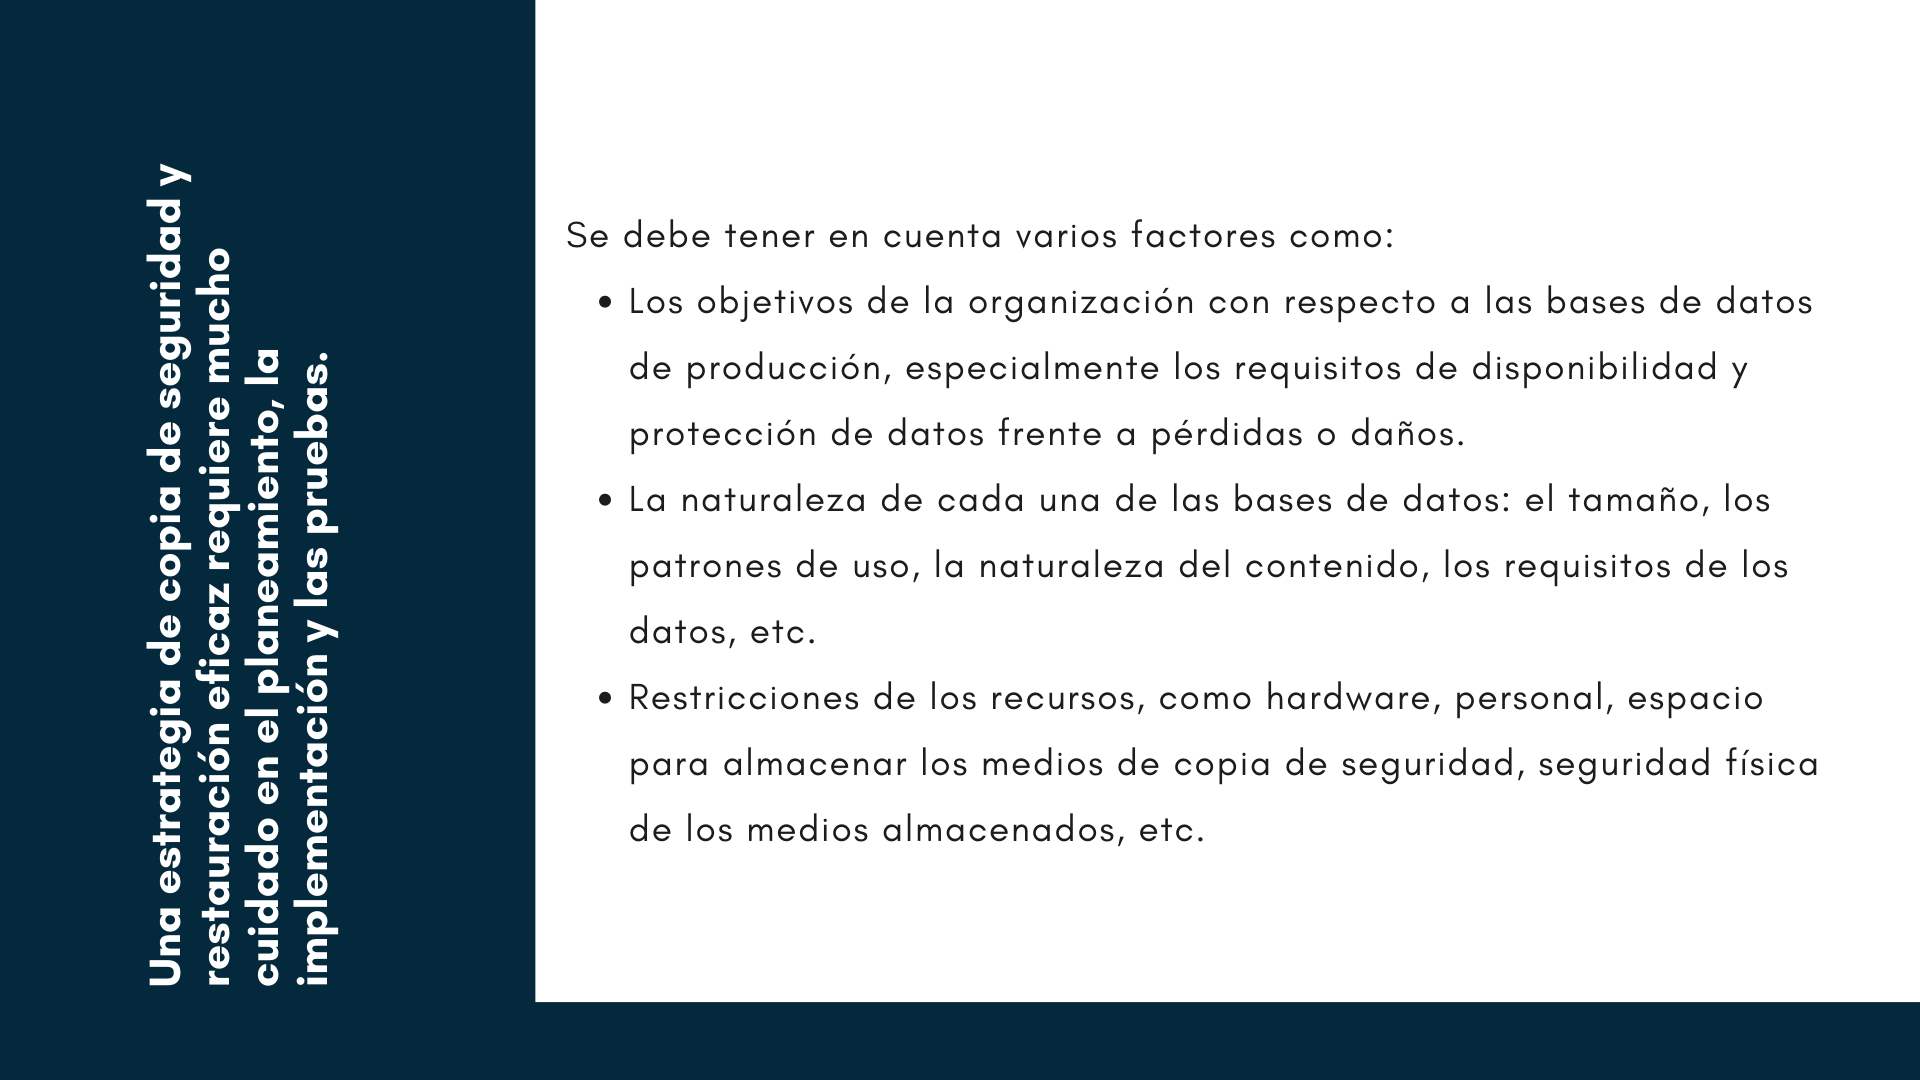 Una estrategia de copia de seguridad y
restauración eficaz requiere mucho
cuidado en el planeamiento, la
implementación y las pruebas.
Se debe tener en cuenta varios factores como:
• Los objetivos de la organización con respecto a las bases de datos
de producción, especialmente los requisitos de disponibilidad y
protección de datos frente a pérdidas o daños.
• La naturaleza de cada una de las bases de datos: el tamaño, los
patrones de uso, la naturaleza del contenido, los requisitos de los
datos, etc.
• Restricciones de los recursos, como hardware, personal, espacio
para almacenar los medios de copia de seguridad, seguridad física
de los medios almacenados, etc.